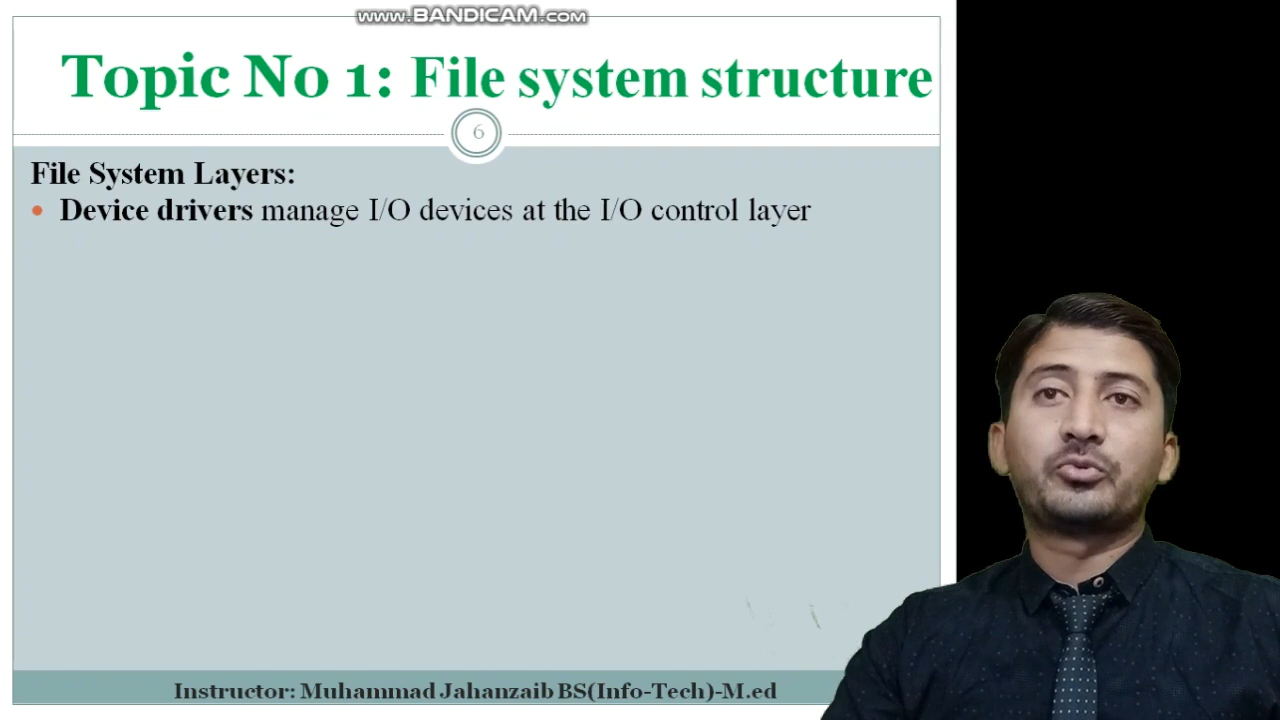 www.BANDICAM.com
Topic No 1: File system structure
6
File System Layers:
• Device drivers manage I/O devices at the I/O control layer
Instructor: Muhammad Jahanzaib BS(Info-Tech)-M.ed